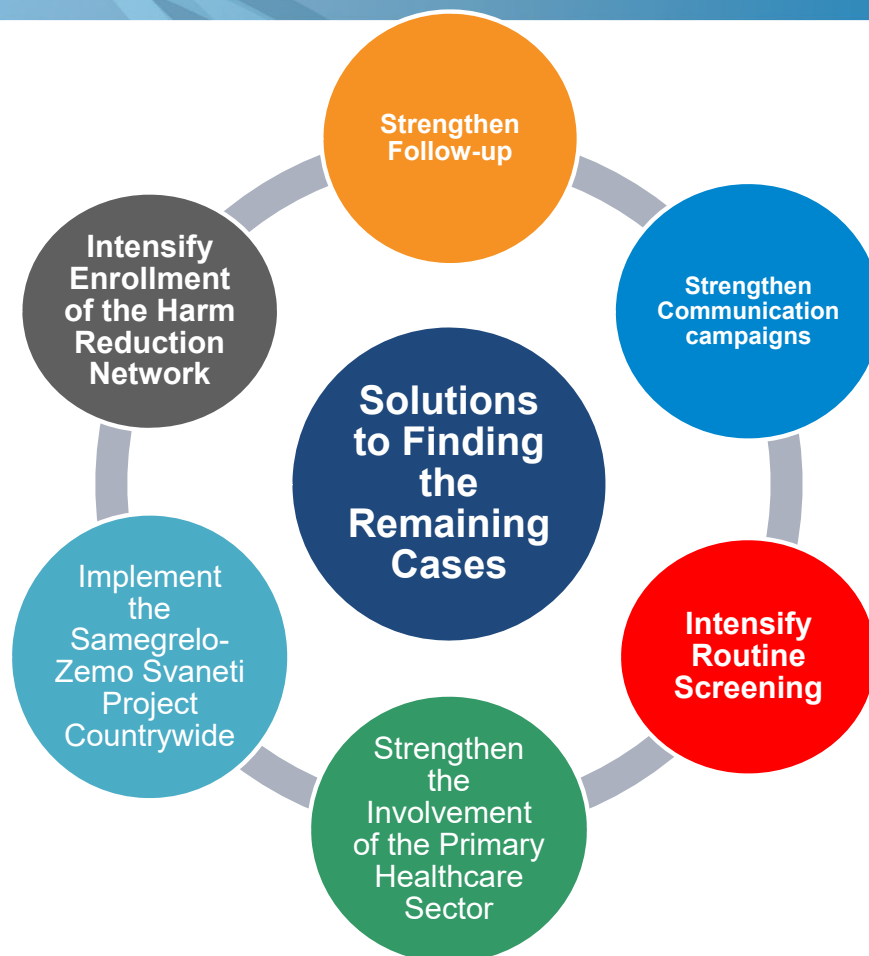 Strengthen
Follow-up
Strengthen
Communication
campaigns
Intensify
Routine
Screening
Strengthen
the
Involvement
of the Primary
Healthcare
Sector
Implement
the
Samegrelo-
Zemo Svaneti
Project
Countrywide
Intensify
Enrollment
of the Harm
Reduction
Network
Solutions
to Finding
the
Remaining
Cases